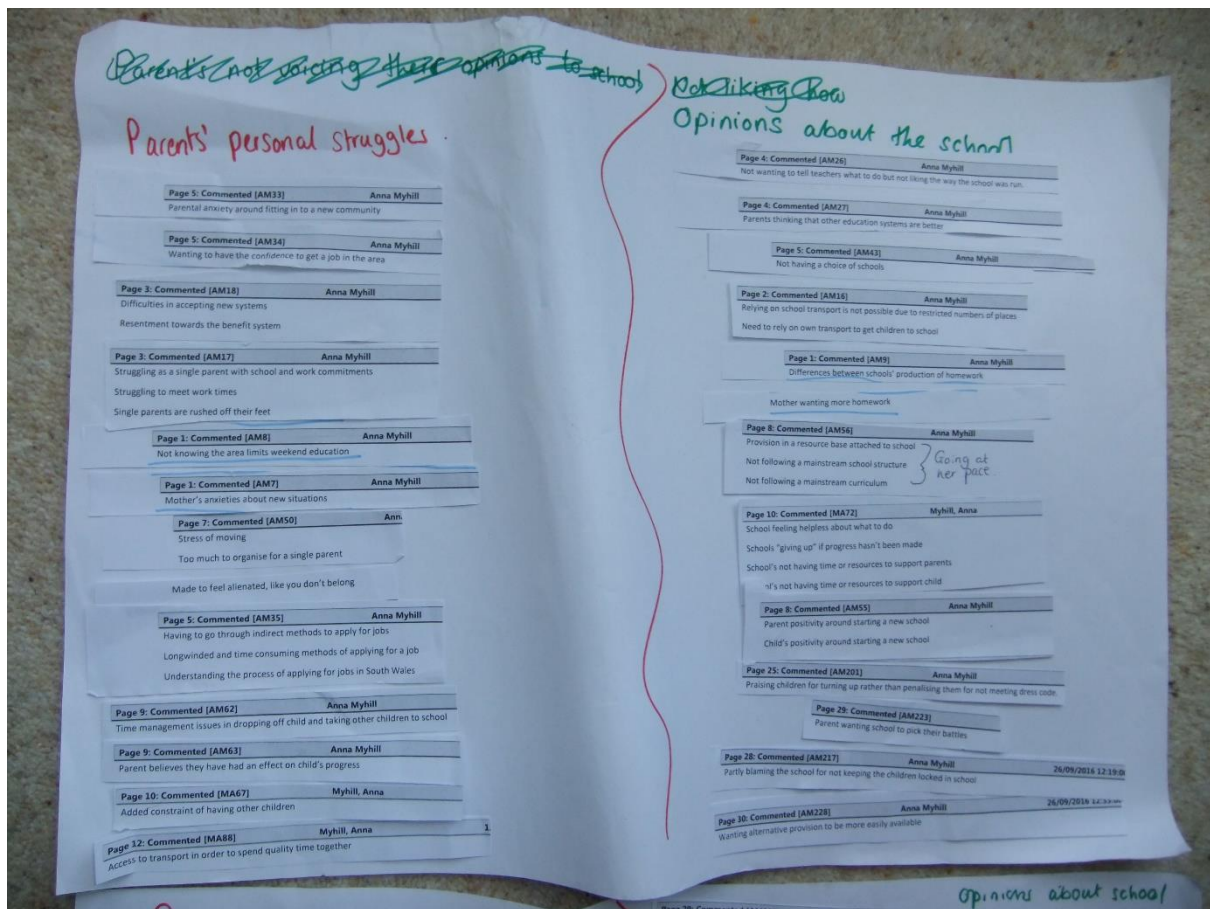 Parents not voicing their opinions to school
Parents' personal struggles.
Page 5: Commented [AM33] Anna Myhill
Parental anxiety around fitting in to a new community
Page 5: Commented [AM34] Anna Myhill
Wanting to have the confidence to get a job in the area
Page 3: Commented [AM18] Anna Myhill
Difficulties in accepting new systems
Resentment towards the benefit system
Page 3: Commented [AM17] Anna Myhill
Struggling as a single parent with school and work commitments
Struggling to meet work times
Single parents are rushed off their feet
Page 1: Commented [AM8] Anna Myhill
Not knowing the area limits weekend education
Page 1: Commented [AM7] Anna Myhill
Mother's anxieties about new situations
Page 7: Commented [AM50] Ann
Stress of moving
Too much to organise for a single parent
Made to feel alienated, like you don't belong
Page 5: Commented [AM35] Anna Myhill
Having to go through indirect methods to apply for jobs
Longwinded and time consuming methods of applying for a job
Understanding the process of applying for jobs in South Wales
Page 9: Commented [AM62] Anna Myhill
Time management issues in dropping off child and taking other children to school
Page 9: Commented [AM63] Anna Myhill
Parent believes they have had an effect on child's progress
Page 10: Commented [MA67] Myhill, Anna
Added constraint of having other children
Page 12: Commented [MA88] Myhill, Anna 1
Access to transport in order to spend quality time together
Not liking how
Opinions about the school
Page 4: Commented [AM26] Anna Myhill
Not wanting to tell teachers what to do but not liking the way the school was run.
Page 4: Commented [AM27] Anna Myhill
Parents thinking that other education systems are better
Page 5: Commented [AM43] Anna Myhill
Not having a choice of schools
Page 2: Commented [AM16] Anna Myhill
Relying on school transport is not possible due to restricted numbers of places
Need to rely on own transport to get children to school
Page 1: Commented [AM9] Anna Myhill
Differences between schools' production of homework
Mother wanting more homework
Page 8: Commented [AM56] Anna Myhill
Provision in a resource base attached to school
Not following a mainstream school structure
Not following a mainstream curriculum
Going at
her pace
Page 10: Commented [MA72] Myhill, Anna
School feeling helpless about what to do
Schools "giving up" if progress hasn't been made
School's not having time or resources to support parents
ol's not having time or resources to support child
Page 8: Commented [AM55] Anna Myhill
Parent positivity around starting a new school
Child's positivity around starting a new school
Page 25: Commented [AM201] Anna Myhill
Praising children for turning up rather than penalising them for not meeting dress code.
Page 29: Commented [AM223]
Parent wanting school to pick their battles
Page 28: Commented [AM217] Anna Myhill 26/09/2016 12:19:0
Partly blaming the school for not keeping the children locked in school
Page 30: Commented [AM228] Anna Myhill 26/09/2016
Wanting alternative provision to be more easily available
opinions about school